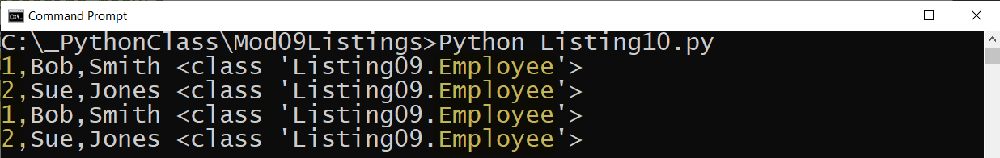 Command Prompt
C:\_PythonClass\Mod09Listings>Python Listing10.py
1,Bob,Smith <class 'Listing09.Employee'>
2,Sue,Jones <class 'Listing09.Employee'>
1,Bob,Smith <class 'Listing09.Employee'>
2,Sue,Jones <class 'Listing09.Employee'>